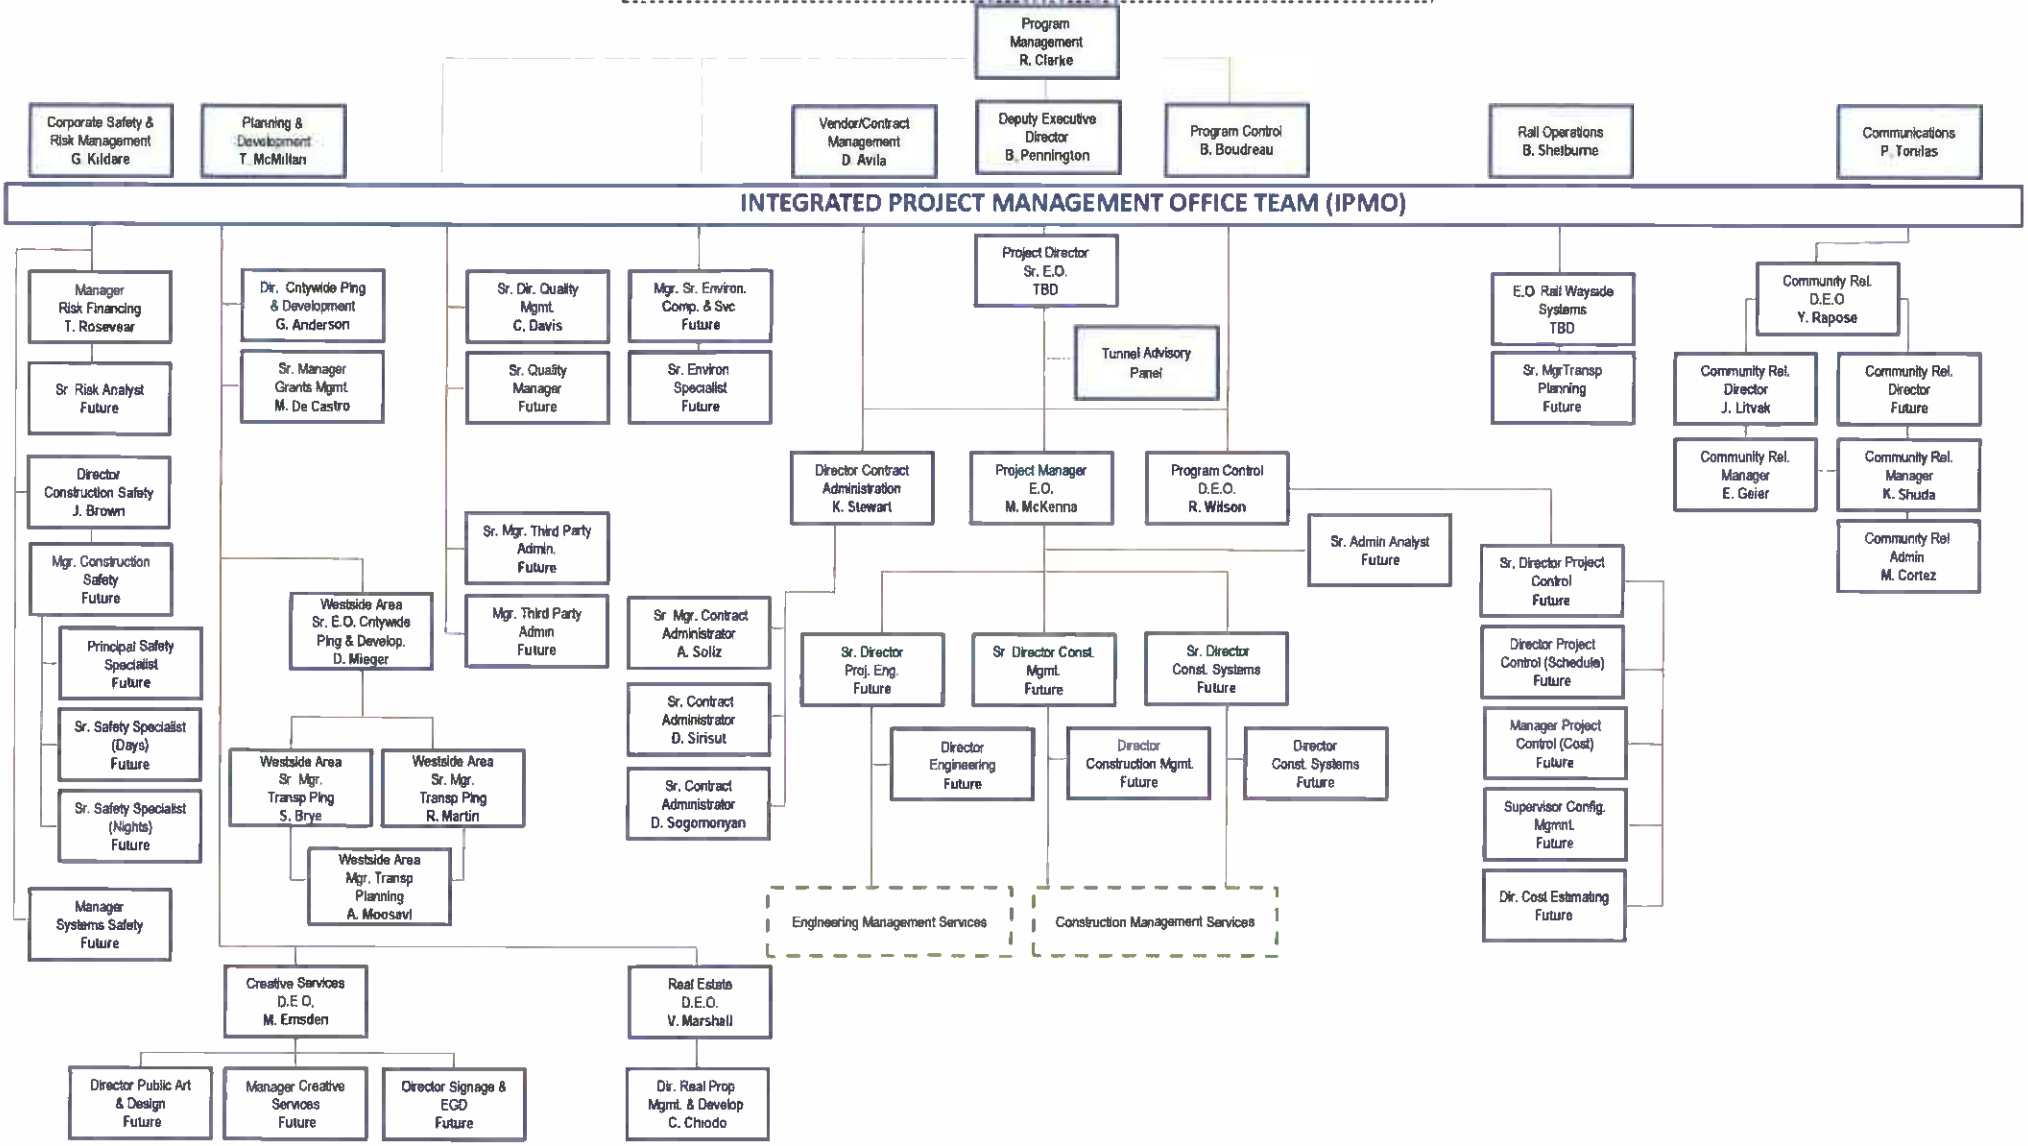 Program
Management
R. Clarke
Corporate Safety &
Risk Management
G. Kildare
Planning &
Development
T. McMillan
Vendor/Contract
Management
D. Avila
Deputy Executive
Director
B. Pennington
Program Control
B. Boudreau
Rail Operations
B. Shelburne
Communications
P. Torulas
INTEGRATED PROJECT MANAGEMENT OFFICE TEAM (IPMO)
Manager
Risk Financing
T. Rosevear
Sr Risk Analyst
Future
Director
Construction Safety
J. Brown
Mgr. Construction
Safety
Future
Principal Safety
Specialist
Future
Sr. Safety Specialist
(Days)
Future
Sr. Safety Specialist
(Nights)
Future
Manager
Systems Safety
Future
Dir. Cntywide Plng
& Development
G. Anderson
Sr. Manager
Grants Mgmt
M. De Castro
Westside Area
Sr. E.O. Cntywide
Plng & Develop.
D. Mieger
Westside Area
Sr Mgr.
Transp Plng
S. Brye
Westside Area
Sr. Mgr.
Transp Plng
R. Martin
Westside Area
Mgr. Transp
Planning
A. Moosavi
Creative Services
D.E O.
M. Emsden
Director Public Art
& Design
Future
Manager Creative
Services
Future
Director Signage &
EGD
Future
Real Estate
D.E.O.
V. Marshall
Dir. Real Prop
Mgmt. & Develop
C. Chiodo
Sr. Dir. Quality
Mgmt.
C. Davis
Sr. Quality
Manager
Future
Sr. Mgr. Third Party
Admin.
Future
Mgr. Third Party
Admin
Future
Mgr. Sr. Environ.
Comp. & Svc
Future
Sr. Environ
Specialist
Future
Project Director
Sr. E.O.
TBD
Tunnel Advisory
Panel
Director Contract
Administration
K. Stewart
Project Manager
E.O.
M. McKenna
Program Control
D.E.O.
R. Wilson
Sr. Admin Analyst
Future
Sr Mgr. Contract
Administrator
A. Soliz
Sr. Contract
Administrator
D. Sirisut
Sr. Contract
Administrator
D. Sogomonyan
Sr. Director
Proj. Eng.
Future
Sr Director Const.
Mgmt.
Future
Sr. Director
Const. Systems
Future
Director
Engineering
Future
Director
Construction Mgmt.
Future
Director
Const. Systems
Future
Engineering Management Services
Construction Management Services
E.O Rail Wayside
Systems
TBD
Sr. MgrTransp
Planning
Future
Sr. Director Project
Control
Future
Director Project
Control (Schedule)
Future
Manager Project
Control (Cost)
Future
Supervisor Config.
Mgmnt.
Future
Dir. Cost Estimating
Future
Community Rel.
D.E.O
Y. Rapose
Community Rel.
Director
J. Litvak
Community Rel.
Director
Future
Community Rel.
Manager
E. Geier
Community Rel.
Manager
K. Shuda
Community Rel
Admin
M. Cortez